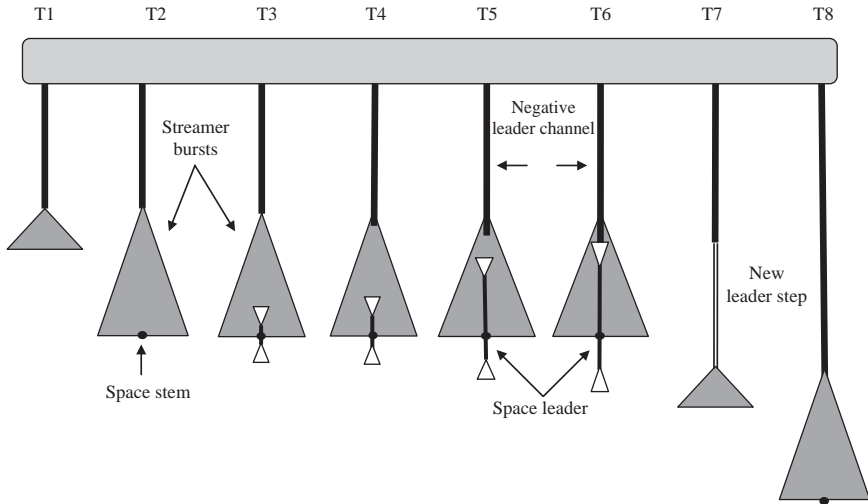 T1 T2 T3 T4 T5 T6 T7 T8
Streamer
bursts
Negative
leader channel
New
leader step
Space stem
Space leader